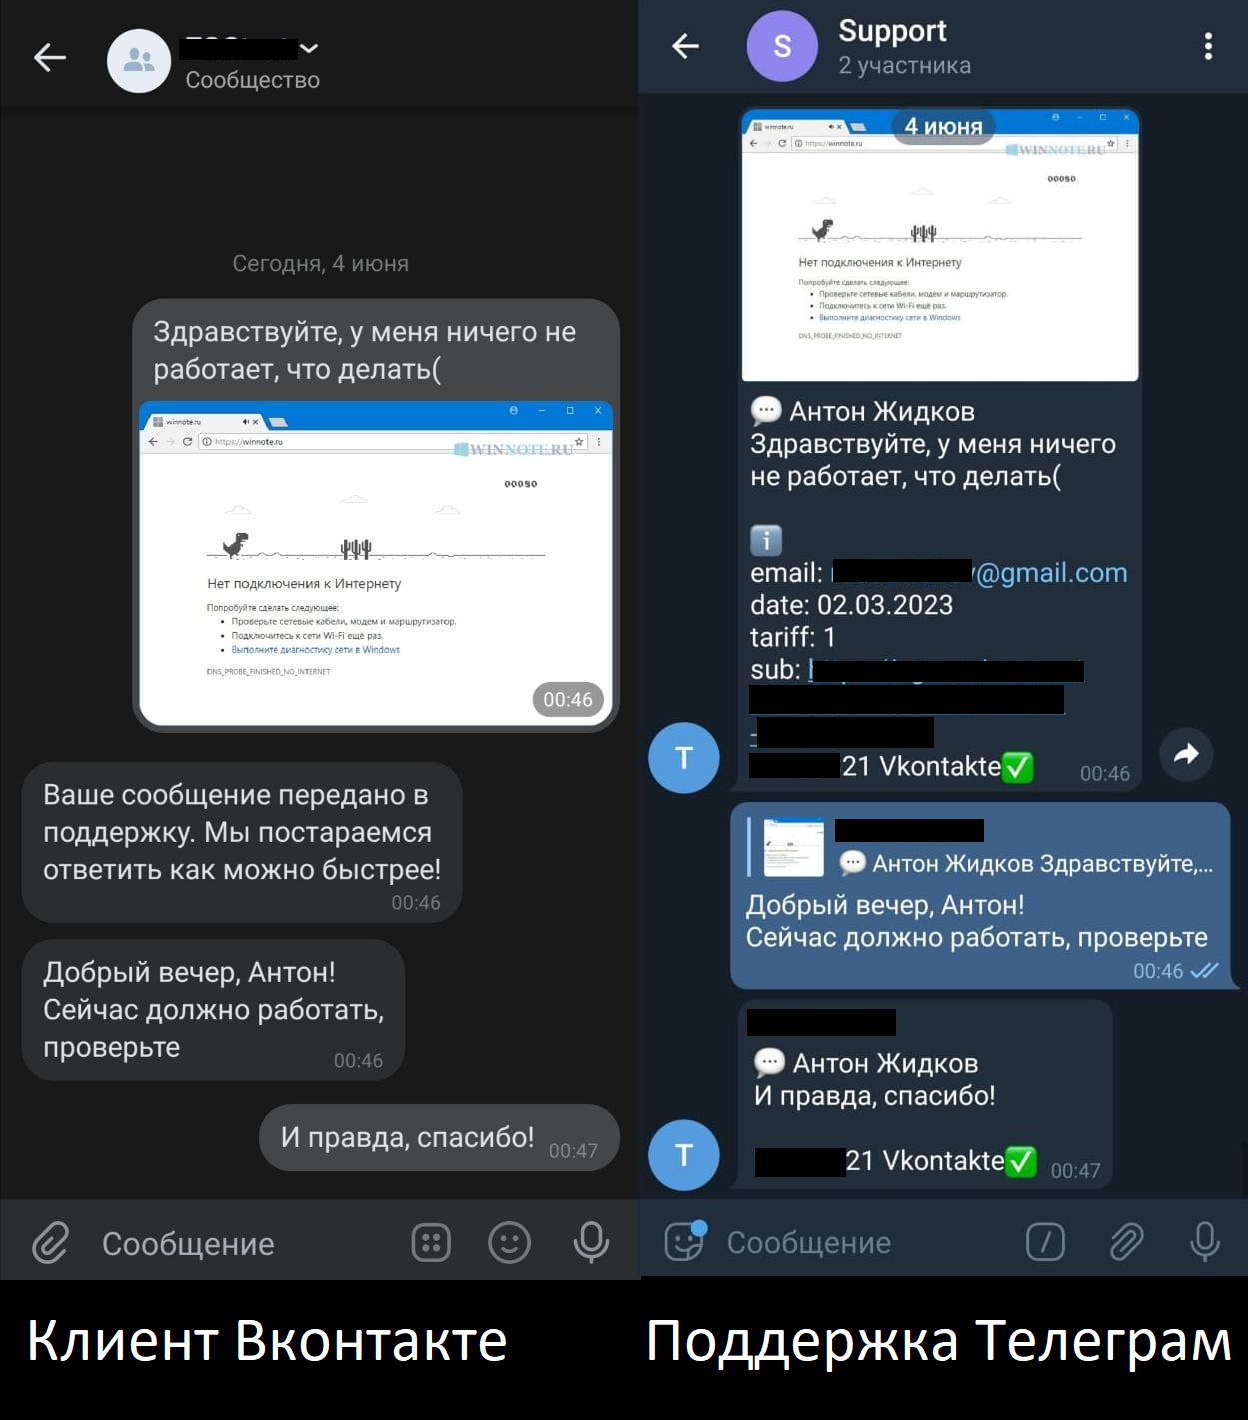 Сообщество
Сегодня, 4 июня
Здравствуйте, у меня ничего не
работает, что делать(
winnote.ru
https://winnote.ru
WINNOTE.RU
00080
Нет подключения к Интернету
Попробуйте сделать следующее:
Проверьте сетевые кабели, модем и маршрутизатор.
Подключитесь к сети Wi-Fi ещё раз.
Выполните диагностику сети в Windows
DNS_PROBE_FINISHED_NO_INTERNET
00:46
Ваше сообщение передано в
поддержку. Мы постараемся
ответить как можно быстрее!
00:46
Добрый вечер, Антон!
Сейчас должно работать,
проверьте
00:46
И правда, спасибо!
00:47
Сообщение
Клиент Вконтакте
S
Support
2 участника
4 июня
winnote.ru
https://winnote.ru
WINNOTE.RU
00080
Нет подключения к Интернету
Попробуйте сделать следующее:
Проверьте сетевые кабели, модем и маршрутизатор.
Подключитесь к сети Wi-Fi ещё раз.
Выполните диагностику сети в Windows
DNS_PROBE_FINISHED_NO_INTERNET
💬 Антон Жидков
Здравствуйте, у меня ничего
не работает, что делать(
ℹ️
email: @gmail.com
date: 02.03.2023
tariff: 1
sub:
21 Vkontakte✅
00:46
T
💬 Антон Жидков Здравствуйте,...
Добрый вечер, Антон!
Сейчас должно работать, проверьте
00:46
💬 Антон Жидков
И правда, спасибо!
21 Vkontakte✅
00:47
T
Сообщение
Поддержка Телеграм